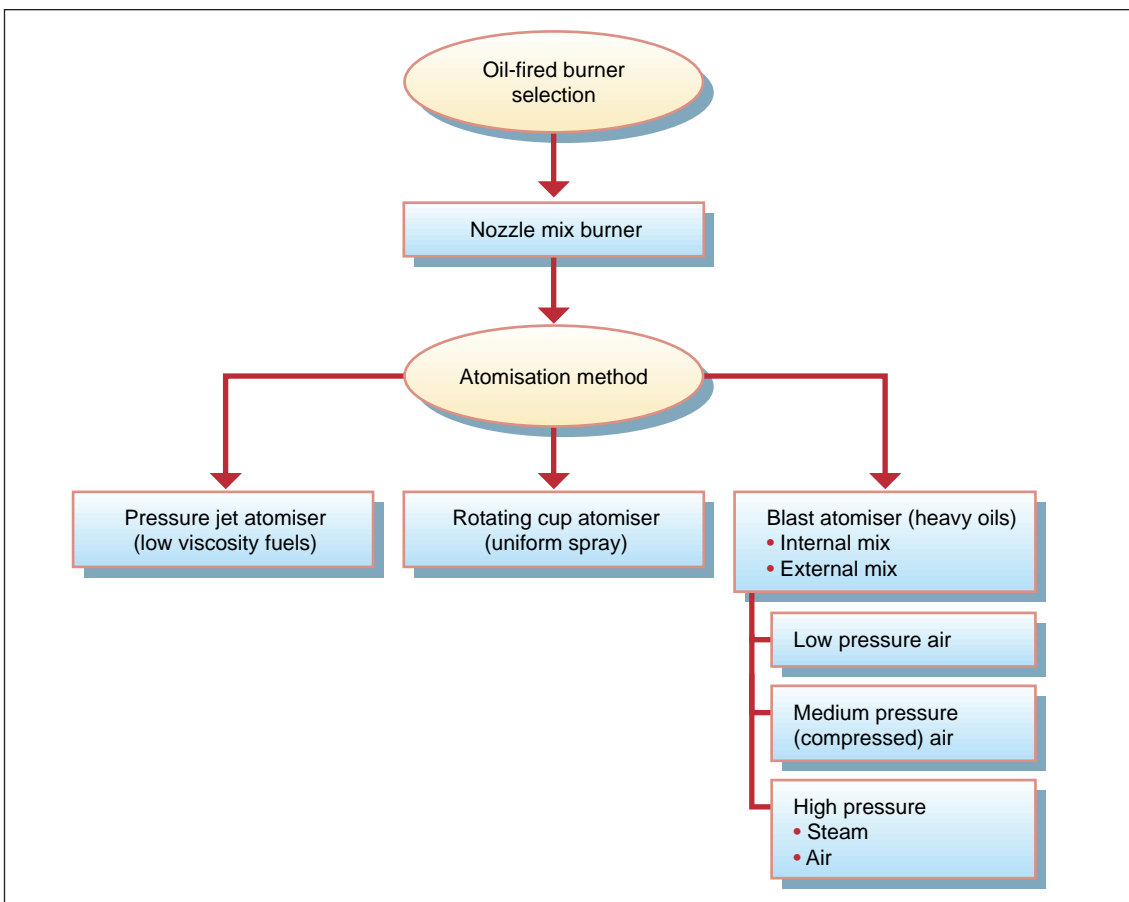 Oil-fired burner
selection
Nozzle mix burner
Atomisation method
Pressure jet atomiser
(low viscosity fuels)
Rotating cup atomiser
(uniform spray)
Blast atomiser (heavy oils)
• Internal mix
• External mix
Low pressure air
Medium pressure
(compressed) air
High pressure
• Steam
• Air